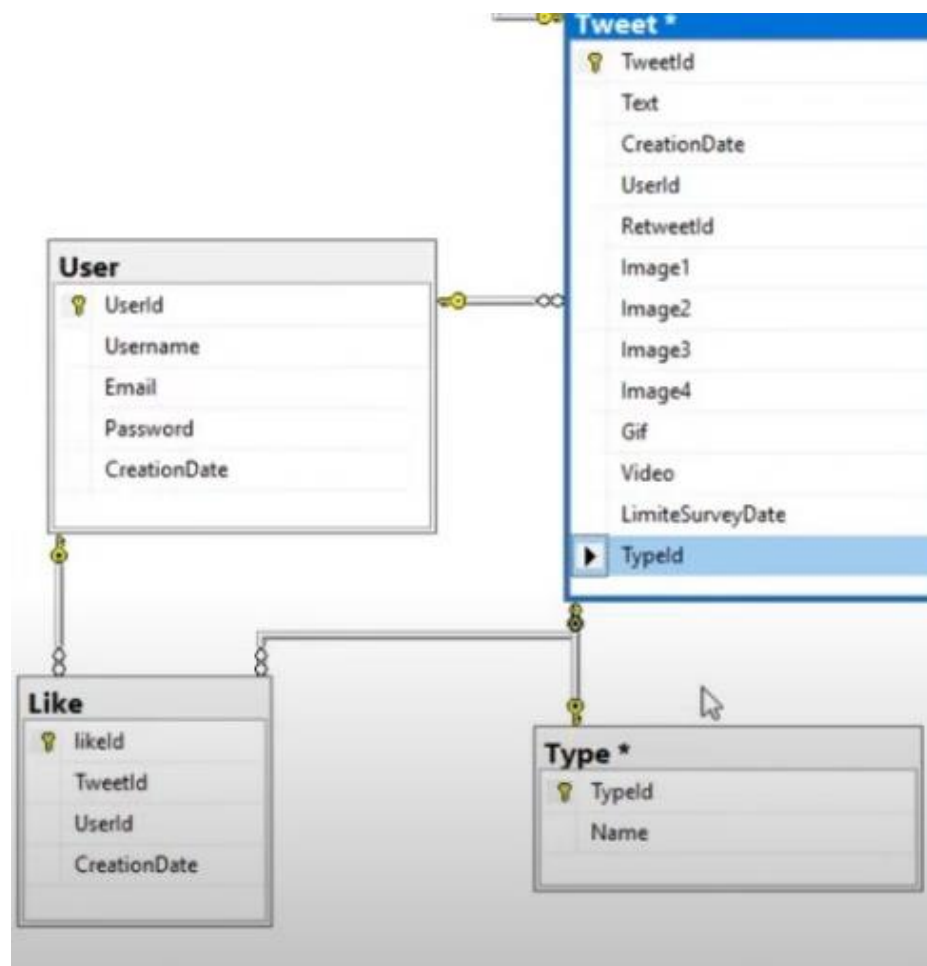 Tweet *
TweetId
Text
CreationDate
UserId
RetweetId
Image1
Image2
Image3
Image4
Gif
Video
LimiteSurveyDate
TypeId
User
UserId
Username
Email
Password
CreationDate
Like
likeId
TweetId
UserId
CreationDate
Type *
TypeId
Name